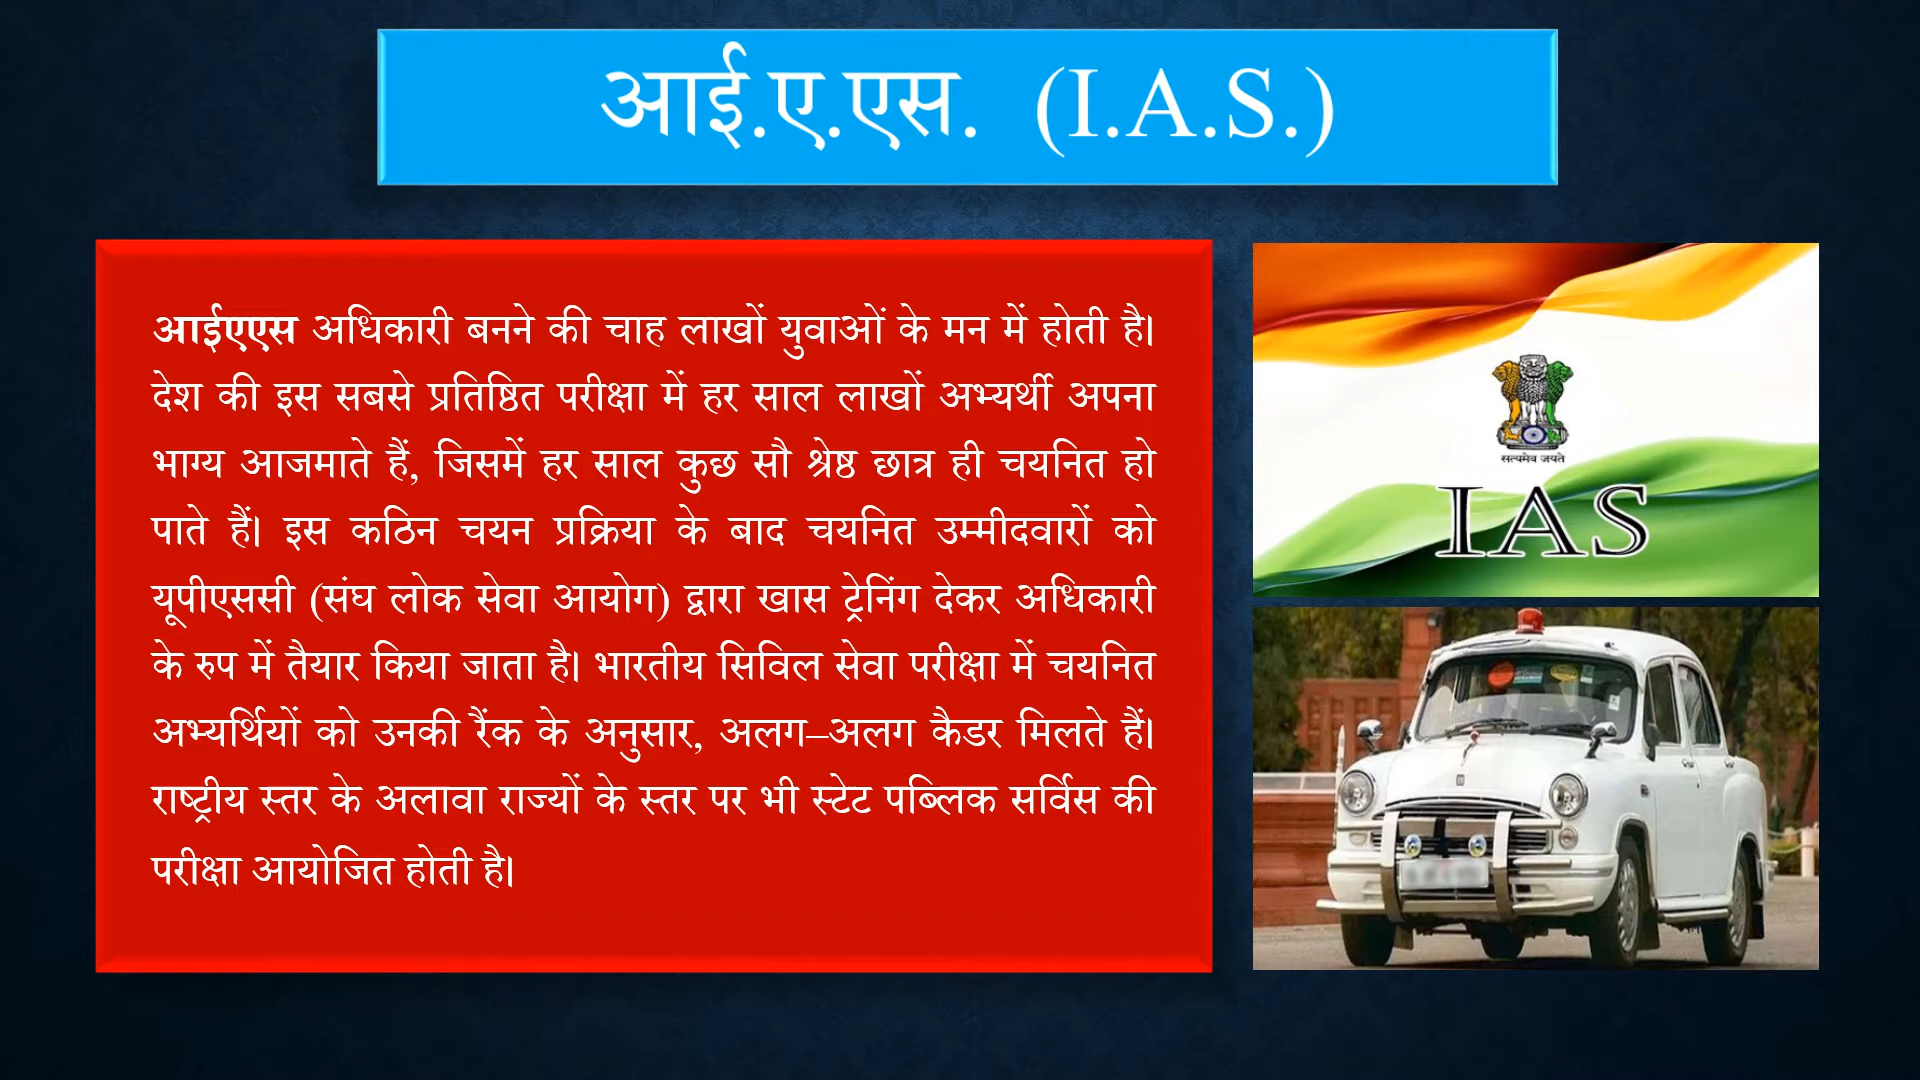 आई.ए.एस. (I.A.S.)
आईएएस अधिकारी बनने की चाह लाखों युवाओं के मन में होती है।
देश की इस सबसे प्रतिष्ठित परीक्षा में हर साल लाखों अभ्यर्थी अपना
भाग्य आजमाते हैं, जिसमें हर साल कुछ सौ श्रेष्ठ छात्र ही चयनित हो
पाते हैं। इस कठिन चयन प्रक्रिया के बाद चयनित उम्मीदवारों को
यूपीएससी (संघ लोक सेवा आयोग) द्वारा खास ट्रेनिंग देकर अधिकारी
के रुप में तैयार किया जाता है। भारतीय सिविल सेवा परीक्षा में चयनित
अभ्यर्थियों को उनकी रैंक के अनुसार, अलग–अलग कैडर मिलते हैं।
राष्ट्रीय स्तर के अलावा राज्यों के स्तर पर भी स्टेट पब्लिक सर्विस की
परीक्षा आयोजित होती है।
सत्यमेव जयते
IAS